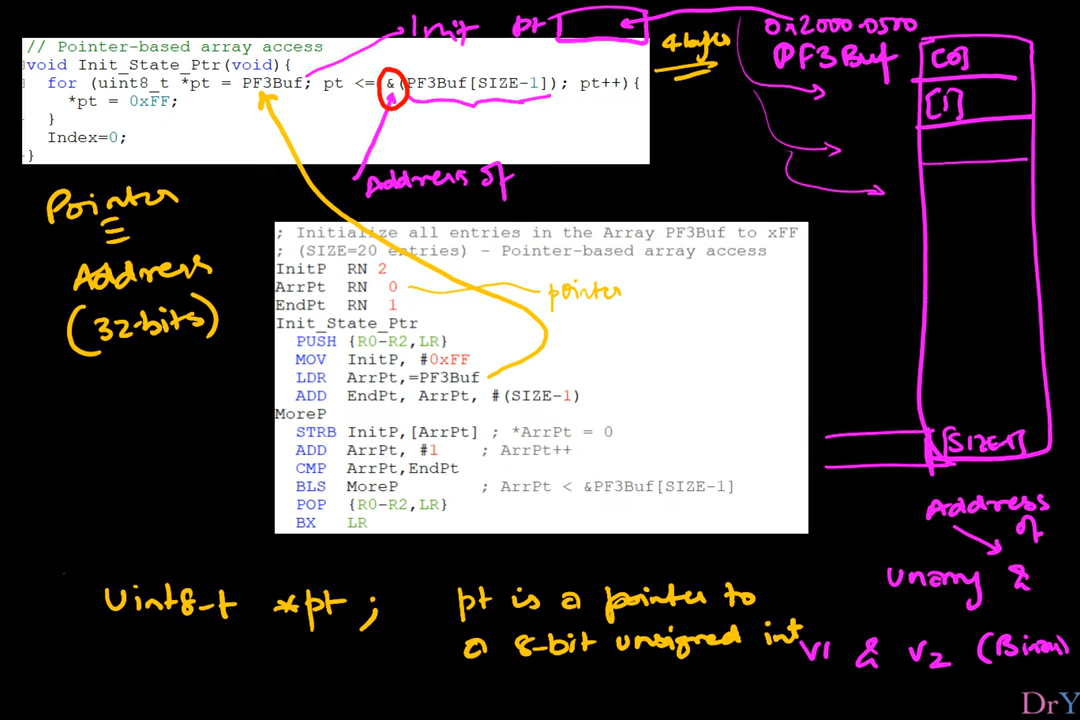 Init pt
4 bytes
0x2000.0500
PF3Buf
[0]
[1]
[SIZE-1]
// Pointer-based array access
void Init_State_Ptr(void){
for (uint8_t *pt = PF3Buf; pt <= &(PF3Buf[SIZE-1]); pt++){
*pt = 0xFF;
}
Index=0;
}
Address of
Pointer
≡
Address
(32-bits)
; Initialize all entries in the Array PF3Buf to xFF
; (SIZE=20 entries) - Pointer-based array access
InitP RN 2
ArrPt RN 0
pointer
EndPt RN 1
Init_State_Ptr
PUSH {R0-R2,LR}
MOV InitP, #0xFF
LDR ArrPt,=PF3Buf
ADD EndPt, ArrPt, #(SIZE-1)
MoreP
STRB InitP,[ArrPt] ; *ArrPt = 0
ADD ArrPt, #1 ; ArrPt++
CMP ArrPt,EndPt
BLS MoreP ; ArrPt < &PF3Buf[SIZE-1]
POP {R0-R2,LR}
BX LR
Address
of
unary &
uint8_t *pt ;
pt is a pointer to
a 8-bit unsigned int
v1 & v2
DrY